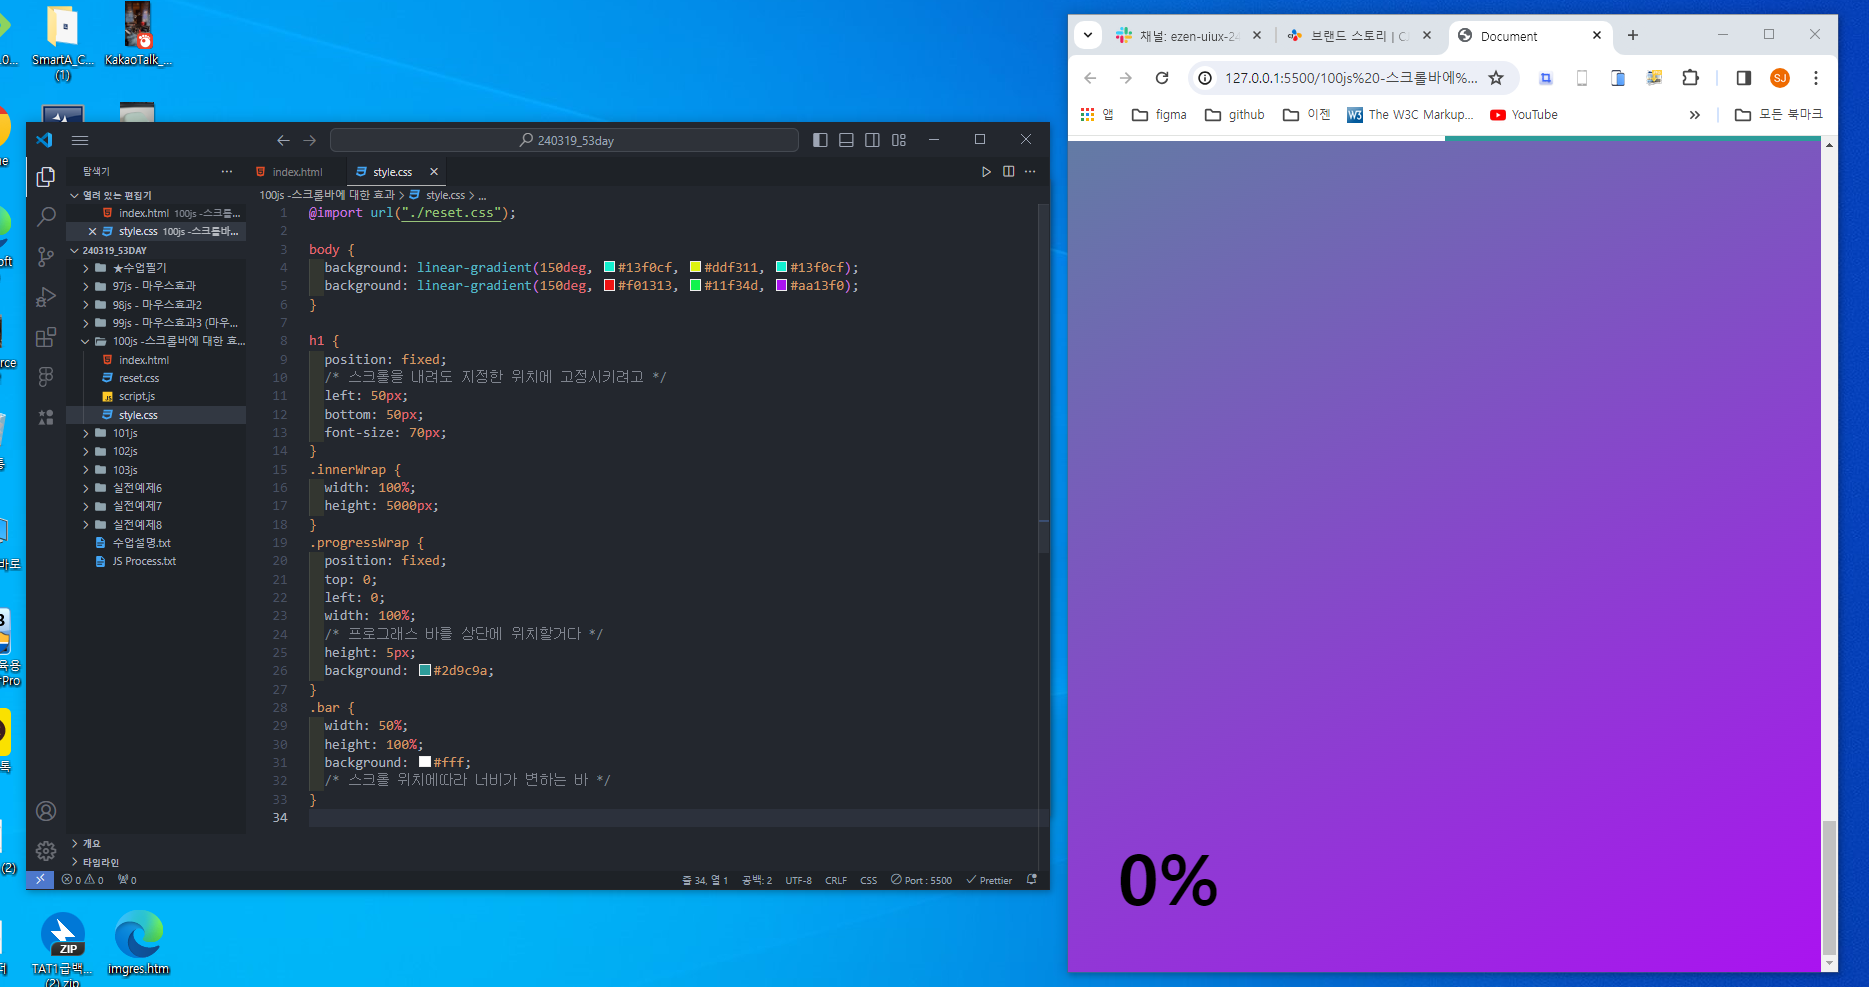 SmartA_C...
(1)
KakaoTalk_...
240319_53day
탐색기
index.html
style.css
열려 있는 편집기
index.html 100js -스크롤...
style.css 100js -스크롤바...
240319_53DAY
★수업필기
97js - 마우스효과
98js - 마우스효과2
99js - 마우스효과3 (마우...
100js -스크롤바에 대한 효...
index.html
reset.css
script.js
style.css
101js
102js
103js
실전예제6
실전예제7
실전예제8
수업설명.txt
JS Process.txt
개요
타임라인
100js -스크롤바에 대한 효과 > style.css > ...
1 @import url("./reset.css");
2
3 body {
4 background: linear-gradient(150deg, #13f0cf, #ddf311, #13f0cf);
5 background: linear-gradient(150deg, #f01313, #11f34d, #aa13f0);
6 }
7
8 h1 {
9 position: fixed;
10 /* 스크롤을 내려도 지정한 위치에 고정시키려고 */
11 left: 50px;
12 bottom: 50px;
13 font-size: 70px;
14 }
15 .innerWrap {
16 width: 100%;
17 height: 5000px;
18 }
19 .progressWrap {
20 position: fixed;
21 top: 0;
22 left: 0;
23 width: 100%;
24 /* 프로그래스 바를 상단에 위치할거다 */
25 height: 5px;
26 background: #2d9c9a;
27 }
28 .bar {
29 width: 50%;
30 height: 100%;
31 background: #fff;
32 /* 스크롤 위치에따라 너비가 변하는 바 */
33 }
34
0 0 0
줄 34, 열 1 공백: 2 UTF-8 CRLF CSS Port : 5500 Prettier
TAT1급백...
(2).zip
ZIP
imgres.htm
채널: ezen-uiux-24
브랜드 스토리 | C
Document
127.0.0.1:5500/100js%20-스크롤바에%...
SJ
앱 figma github 이젠 The W3C Markup... YouTube 모든 북마크
0%